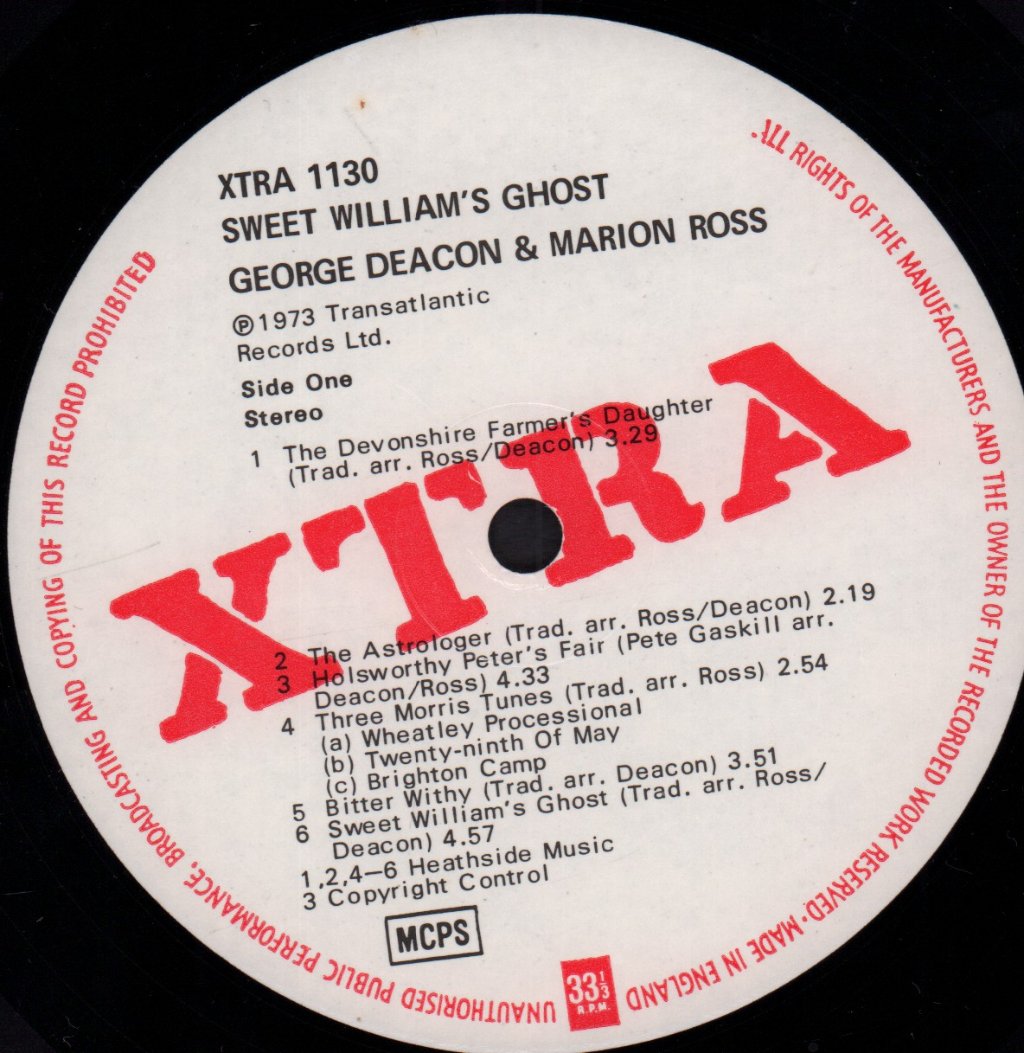 XTRA 1130
SWEET WILLIAM'S GHOST
GEORGE DEACON & MARION ROSS
℗1973 Transatlantic
Records Ltd.
Side One
Stereo
1 The Devonshire Farmer's Daughter
(Trad. arr. Ross/Deacon) 3.29
XTRA
2 The Astrologer (Trad. arr. Ross/Deacon) 2.19
3 Holsworthy Peter's Fair (Pete Gaskill arr.
Deacon/Ross) 4.33
4 Three Morris Tunes (Trad. arr. Ross) 2.54
(a) Wheatley Processional
(b) Twenty-ninth Of May
(c) Brighton Camp
5 Bitter Withy (Trad. arr. Deacon) 3.51
6 Sweet William's Ghost (Trad. arr. Ross/
Deacon) 4.57
1,2,4—6 Heathside Music
3 Copyright Control
MCPS
33⅓
R.P.M.
ALL RIGHTS OF THE MANUFACTURERS AND THE OWNER OF THE RECORDED WORK RESERVED·MADE IN ENGLAND
UNAUTHORISED PUBLIC PERFORMANCE, BROADCASTING AND COPYING OF THIS RECORD PROHIBITED